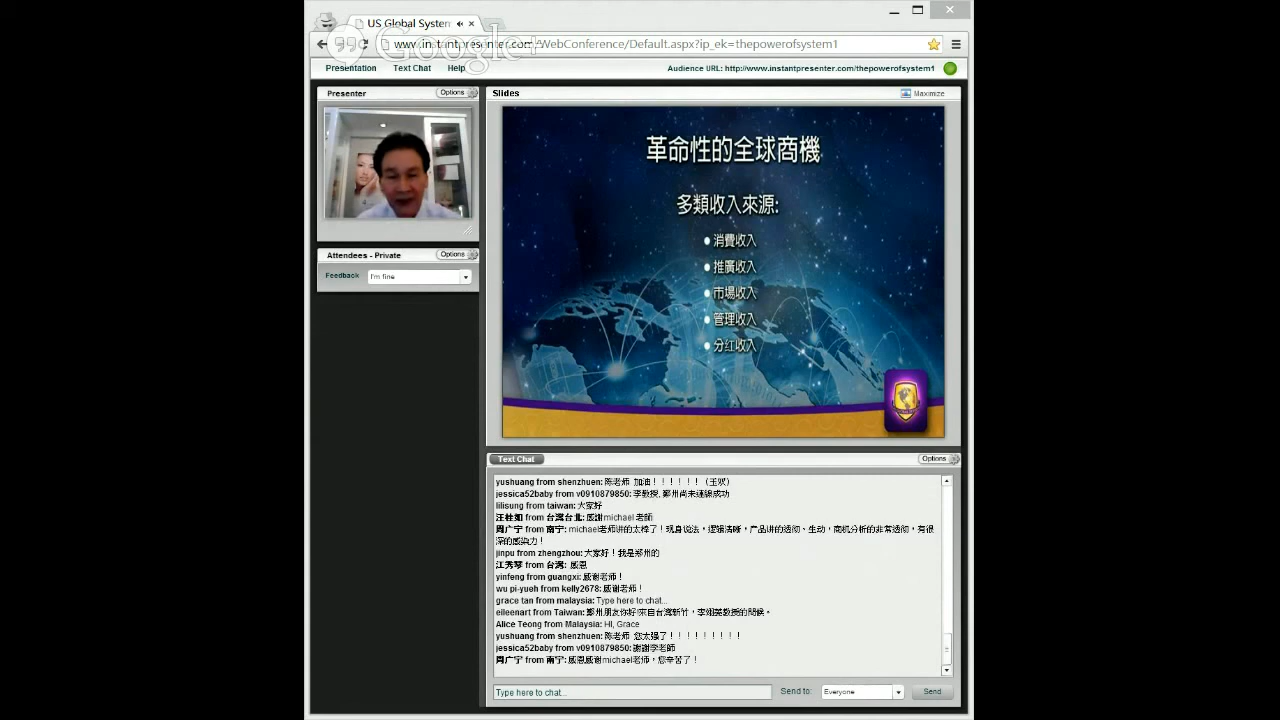 US Global System
Google+
www.instantpresenter.com/WebConference/Default.aspx?ip_ek=thepowerofsystem1
Presentation Text Chat Help
Audience URL: http://www.instantpresenter.com/thepowerofsystem1
Presenter Options
Slides Maximize
革命性的全球商機
多類收入來源:
消費收入
推廣收入
市場收入
管理收入
分红收入
Attendees - Private Options
Feedback I'm fine
Text Chat Options
yushuang from shenzhuen: 陈老师 加油！！！！！！（玉双）
jessica52baby from v0910879850: 李教授, 鄭州尚未連線成功
lilisung from taiwan: 大家好
汪桂如 from 台灣台北: 感謝michael 老師
周广宁 from 南宁: michael老师讲的太棒了！现身说法，逻辑清晰，产品讲的透彻、生动，商机分析的非常透彻，有很
深的感染力！
jinpu from zhengzhou: 大家好！我是郑州的
江秀琴 from 台灣: 感恩
yinfeng from guangxi: 感谢老师！
wu pi-yueh from kelly2678: 感谢老师！
grace tan from malaysia: Type here to chat...
eileenart from Taiwan: 鄭州朋友你好!來自台灣新竹，李翊熒教授的問候。
Alice Teong from Malaysia: HI, Grace
yushuang from shenzhuen: 陈老师 您太强了！！！！！！！！！
jessica52baby from v0910879850: 謝謝李老師
周广宁 from 南宁: 感恩感谢michael老师，您辛苦了！
Type here to chat...
Send to: Everyone Send